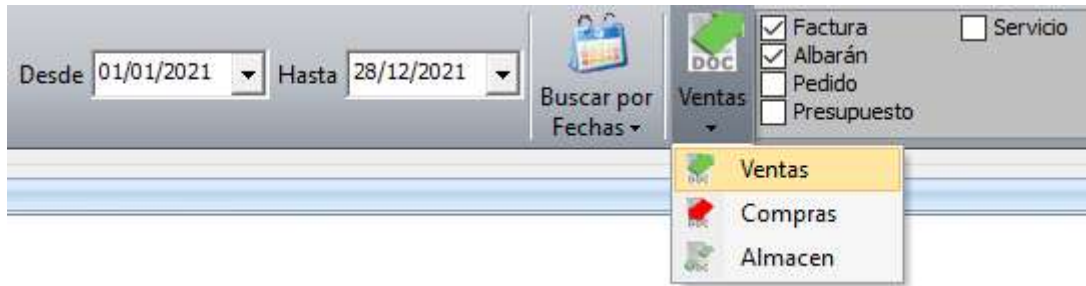 Desde 01/01/2021 Hasta 28/12/2021
Buscar por
Fechas
DOC
Ventas
Factura
Albarán
Pedido
Presupuesto
Servicio
Ventas
Compras
Almacen